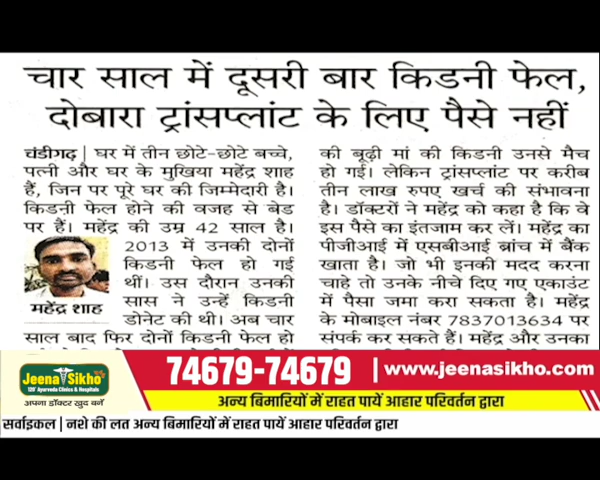 चार साल में दूसरी बार किडनी फेल,
दोबारा ट्रांसप्लांट के लिए पैसे नहीं
चंडीगढ़ | घर में तीन छोटे-छोटे बच्चे,
पत्नी और घर के मुखिया महेंद्र शाह
हैं, जिन पर पूरे घर की जिम्मेदारी है।
किडनी फेल होने की वजह से बेड
पर हैं। महेंद्र की उम्र 42 साल है।
2013 में उनकी दोनों
किडनी फेल हो गई
थीं। उस दौरान उनकी
सास ने उन्हें किडनी
डोनेट की थी। अब चार
साल बाद फिर दोनों किडनी फेल हो
महेंद्र शाह
की बूढ़ी मां की किडनी उनसे मैच
हो गई। लेकिन ट्रांसप्लांट पर करीब
तीन लाख रुपए खर्च की संभावना
है। डॉक्टरों ने महेंद्र को कहा है कि वे
इस पैसे का इंतजाम कर लें। महेंद्र का
पीजीआई में एसबीआई ब्रांच में बैंक
खाता है। जो भी इनकी मदद करना
चाहे तो उनके नीचे दिए गए एकाउंट
में पैसा जमा करा सकता है। महेंद्र
के मोबाइल नंबर 7837013634 पर
संपर्क कर सकते हैं। महेंद्र और उनका
Jeena Sikho
120+ Ayurveda Clinics & Hospitals
अपना डॉक्टर खुद बनें
74679-74679 | www.jeenasikho.com
अन्य बिमारियों में राहत पायें आहार परिवर्तन द्वारा
सर्वाइकल | नशे की लत अन्य बिमारियों में राहत पायें आहार परिवर्तन द्वारा